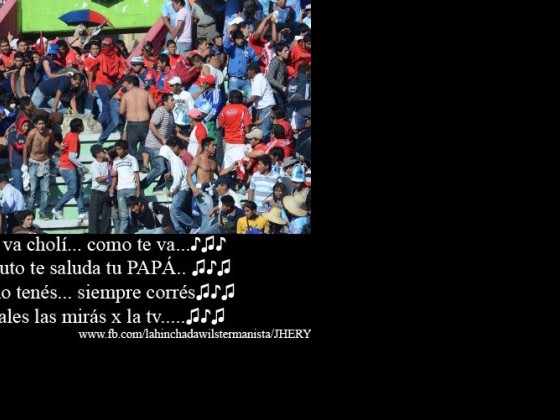 va cholí... como te va...♪♫♪
uto te saluda tu PAPÁ.. ♫♪♫
o tenés... siempre corrés♫♪♫
ales las mirás x la tv.....♫♪♫
www.fb.com/lahinchadawilstermanista/JHERY